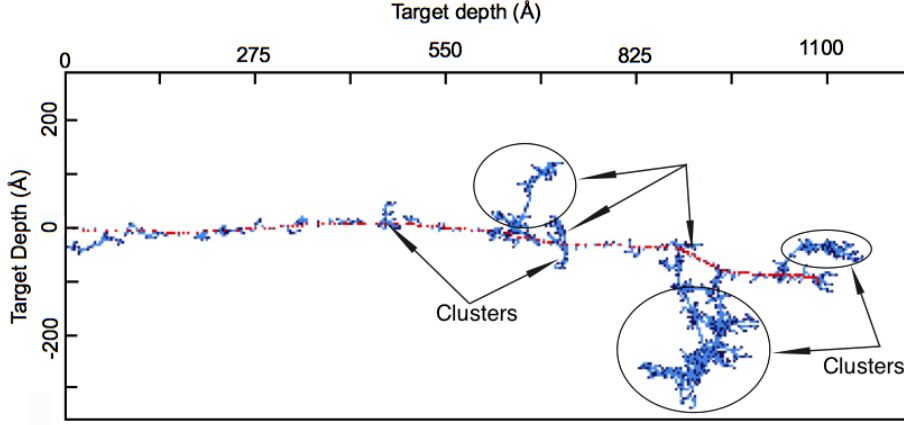 Target depth (Å)
0 275 550 825 1100
200
0
-200
Target Depth (Å)
Clusters
Clusters